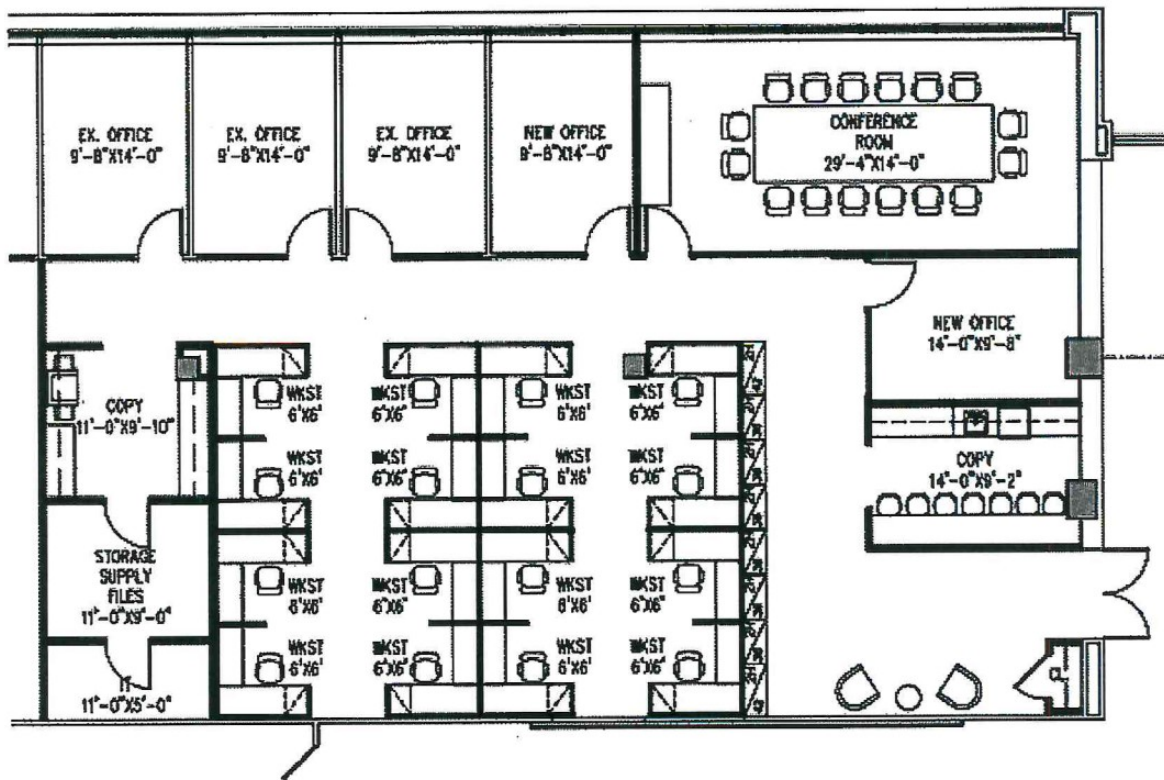 EX. OFFICE
9'-8"X14'-0"
EX. OFFICE
9'-8"X14'-0"
EX. OFFICE
9'-8"X14'-0"
NEW OFFICE
9'-8"X14'-0"
CONFERENCE
ROOM
29'-4"X14'-0"
NEW OFFICE
14'-0"X9'-8"
COPY
11'-0"X9'-10"
WKST
6'X6'
WKST
6'X6'
WKST
6'X6'
WKST
6'X6'
WKST
6'X6'
WKST
6'X6'
WKST
6'X6'
WKST
6'X6'
COPY
14'-0"X9'-2"
STORAGE
SUPPLY
FILES
11'-0"X9'-0"
WKST
6'X6'
WKST
6'X6'
WKST
6'X6'
WKST
6'X6'
WKST
6'X6'
WKST
6'X6'
WKST
6'X6'
WKST
6'X6'
IT
11'-0"X5'-0"